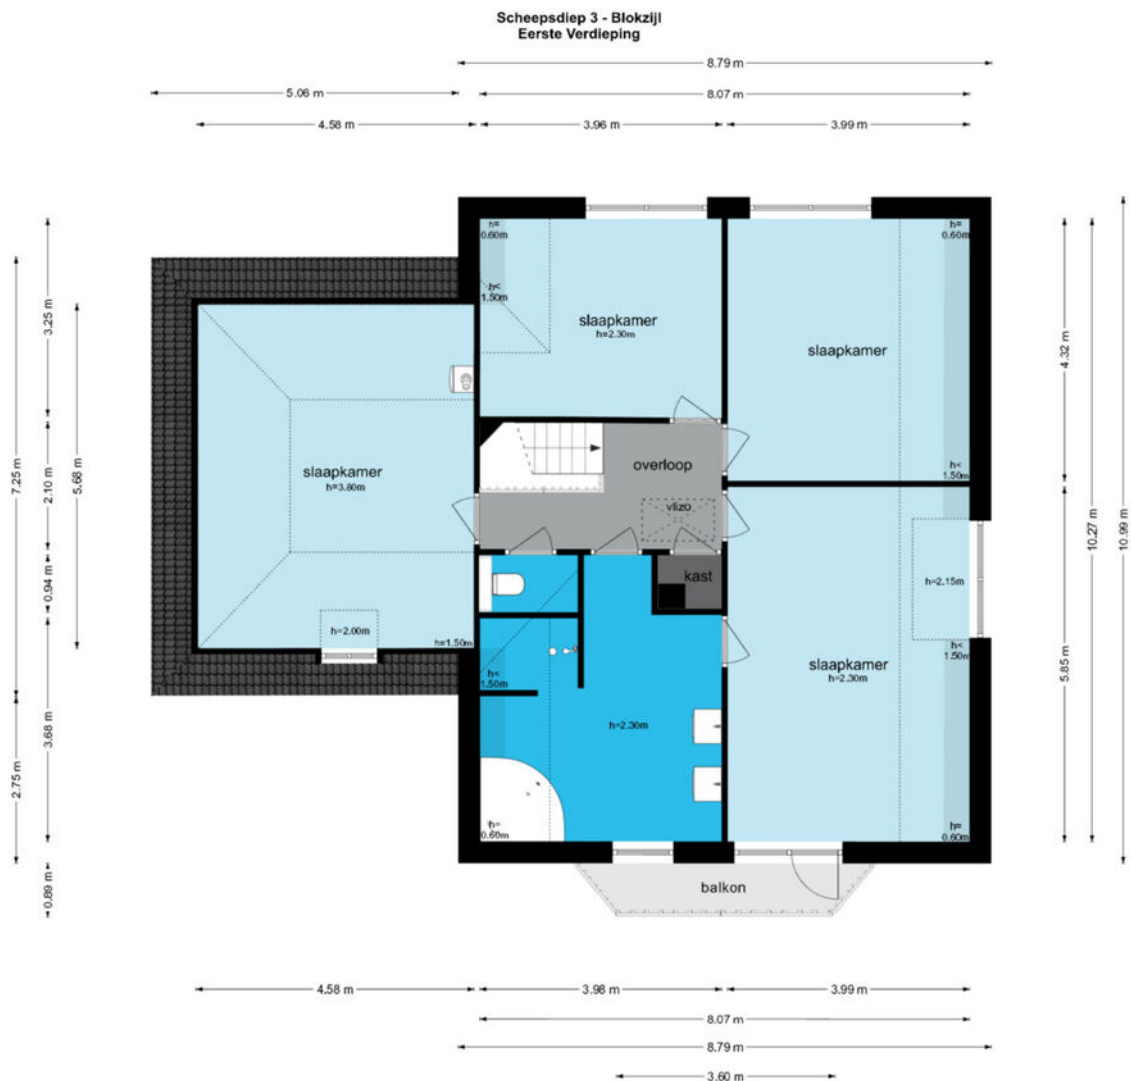 Scheepsdiep 3 - Blokzijl
Eerste Verdieping
8.79 m
5.06 m
8.07 m
4.58 m
3.96 m
3.99 m
h=
0.60m
h<
1.50m
slaapkamer
h=2.30m
h=
0.60m
slaapkamer
h<
1.50m
slaapkamer
h=3.80m
h=2.00m
h=1.50m
overloop
vlizo
kast
h<
1.50m
h=2.30m
h=
0.60m
h=2.15m
h<
1.50m
slaapkamer
h=2.30m
h=
0.60m
balkon
7.25 m
2.75 m
3.25 m
2.10 m
0.94 m
3.68 m
0.89 m
5.68 m
4.32 m
5.85 m
10.27 m
10.99 m
4.58 m
3.98 m
3.99 m
8.07 m
8.79 m
3.60 m